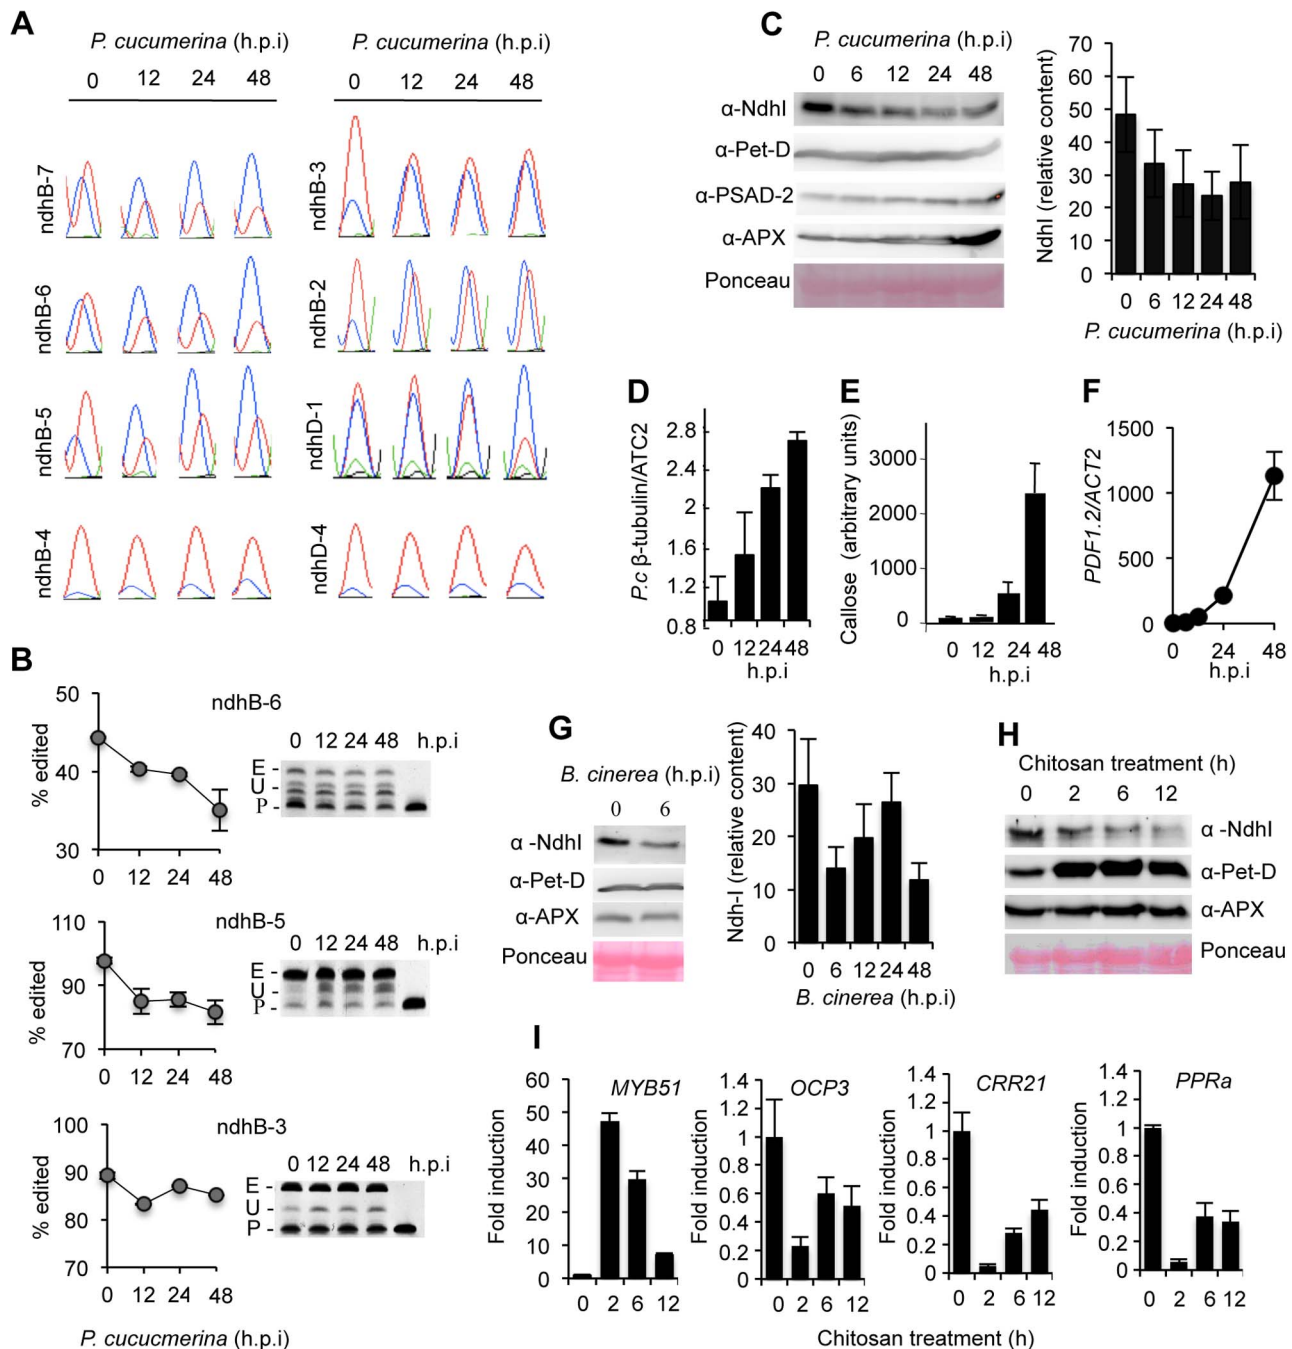 A
P. cucumerina (h.p.i)
0 12 24 48
P. cucumerina (h.p.i)
0 12 24 48
ndhB-7
ndhB-6
ndhB-5
ndhB-4
ndhB-3
ndhB-2
ndhD-1
ndhD-4
B
ndhB-6
% edited
50
40
30
0 12 24 48
0 12 24 48 h.p.i
E -
U -
P -
ndhB-5
% edited
110
90
70
0 12 24 48
0 12 24 48 h.p.i
E -
U -
P -
ndhB-3
% edited
100
90
80
70
0 12 24 48
0 12 24 48 h.p.i
E -
U -
P -
P. cucucmerina (h.p.i)
C
P. cucumerina (h.p.i)
0 6 12 24 48
α-NdhI
α-Pet-D
α-PSAD-2
α-APX
Ponceau
NdhI (relative content)
70
60
50
40
30
20
10
0
0 6 12 24 48
P. cucumerina (h.p.i)
D
P.c β-tubulin/ATC2
2.8
2.4
2
1.6
1.2
0.8
0 12 24 48
h.p.i
E
Callose (arbitrary units)
3000
2000
1000
0
0 12 24 48
h.p.i
F
PDF1.2/ACT2
1500
1000
500
0
0 24 48
h.p.i
G
B. cinerea (h.p.i)
0 6
α -NdhI
α-Pet-D
α-APX
Ponceau
Ndh-I (relative content)
40
30
20
10
0
0 6 12 24 48
B. cinerea (h.p.i)
H
Chitosan treatment (h)
0 2 6 12
α -NdhI
α-Pet-D
α-APX
Ponceau
I
MYB51
Fold induction
60
50
40
30
20
10
0
0 2 6 12
OCP3
Fold induction
1.4
1.2
1
0.8
0.6
0.4
0.2
0
0 2 6 12
CRR21
Fold induction
1.4
1.2
1
0.8
0.6
0.4
0.2
0
0 2 6 12
PPRa
Fold induction
1.4
1.2
1
0.8
0.6
0.4
0.2
0
0 2 6 12
Chitosan treatment (h)